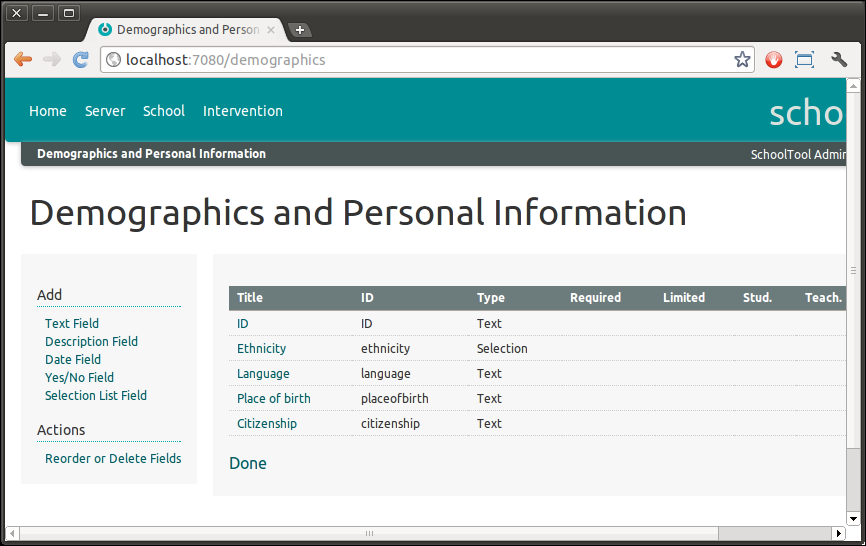 Demographics and Person
localhost:7080/demographics
Home Server School Intervention scho
Demographics and Personal Information SchoolTool Admin
Demographics and Personal Information
Add
Text Field
Description Field
Date Field
Yes/No Field
Selection List Field
Actions
Reorder or Delete Fields
Title ID Type Required Limited Stud. Teach.
ID ID Text
Ethnicity ethnicity Selection
Language language Text
Place of birth placeofbirth Text
Citizenship citizenship Text
Done